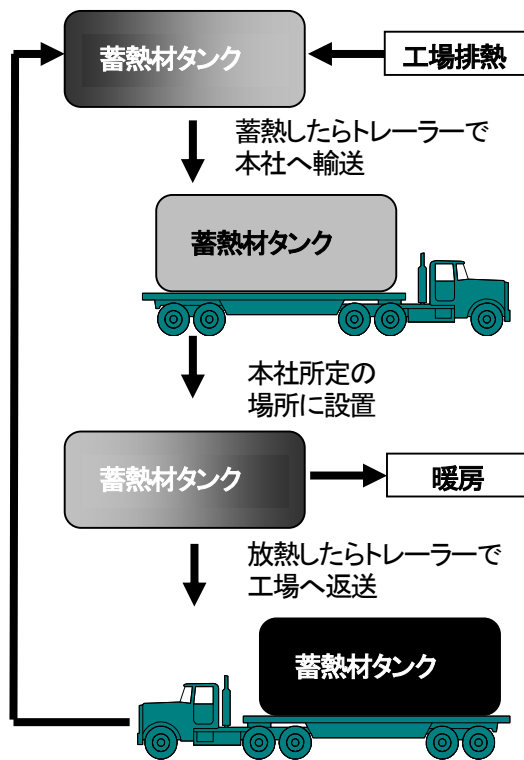 蓄熱材タンク
工場排熱
蓄熱したらトレーラーで
本社へ輸送
蓄熱材タンク
本社所定の
場所に設置
蓄熱材タンク
暖房
放熱したらトレーラーで
工場へ返送
蓄熱材タンク